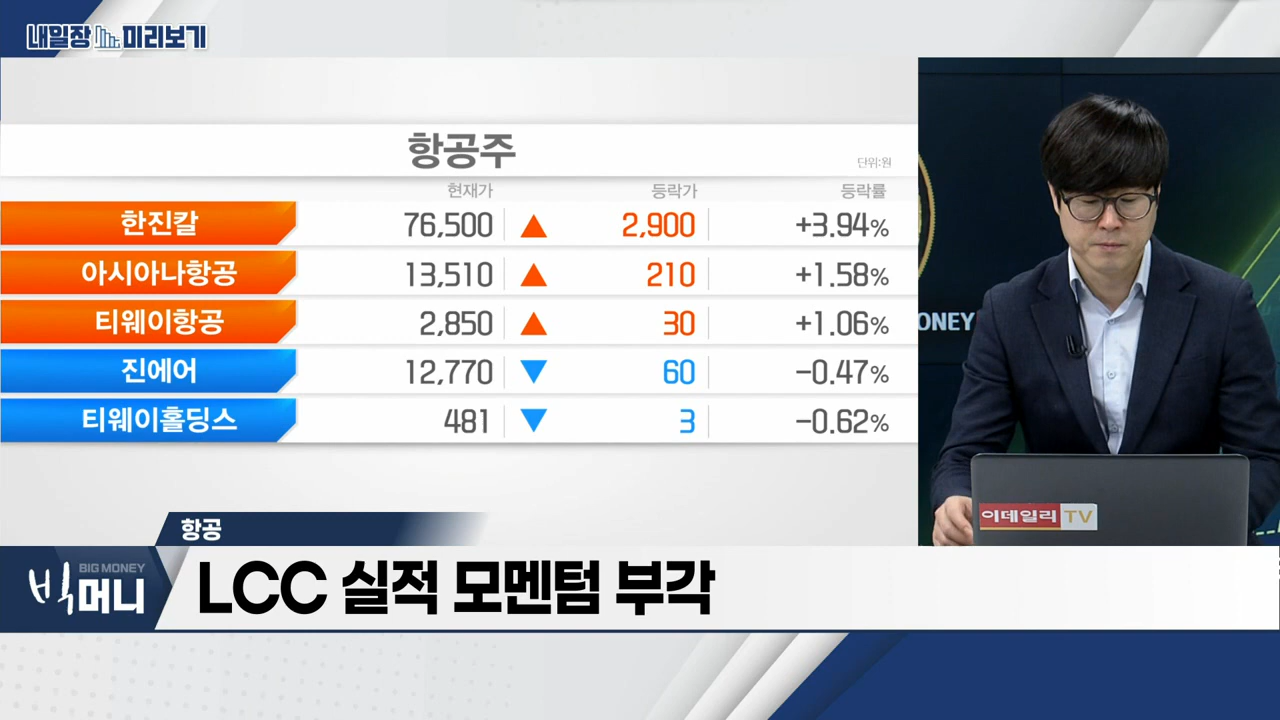 내일장 미리보기
항공주
단위:원
현재가 등락가 등락률
한진칼 76,500 ▲ 2,900 +3.94%
아시아나항공 13,510 ▲ 210 +1.58%
티웨이항공 2,850 ▲ 30 +1.06%
진에어 12,770 ▼ 60 -0.47%
티웨이홀딩스 481 ▼ 3 -0.62%
ONEY
이데일리 TV
항공
BIG MONEY
빅머니
LCC 실적 모멘텀 부각